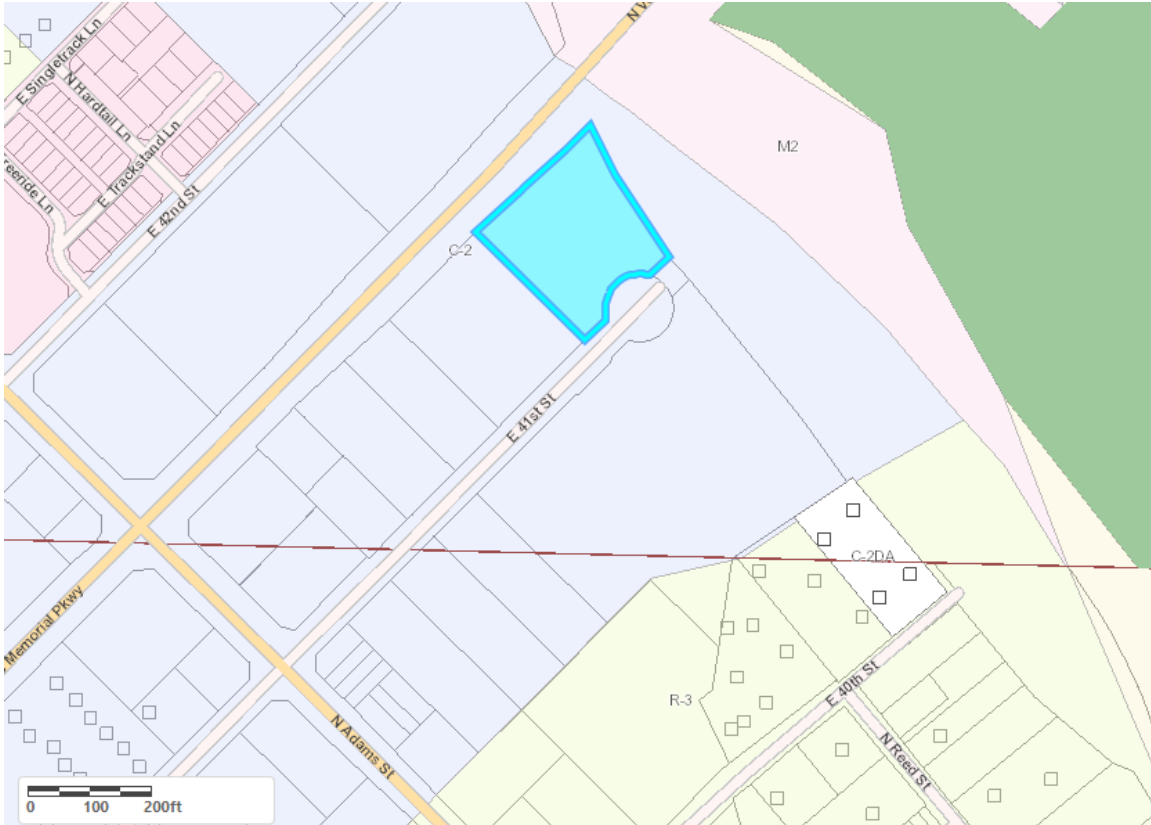 N V
E Singletrack Ln
N Hardtail Ln
E Trackstand Ln
reeride Ln
E 42nd St
M2
C-2
E 41st St
C-2DA
Memorial Pkwy
R-3
E 40th St
N Adams St
N Reed St
0 100 200ft